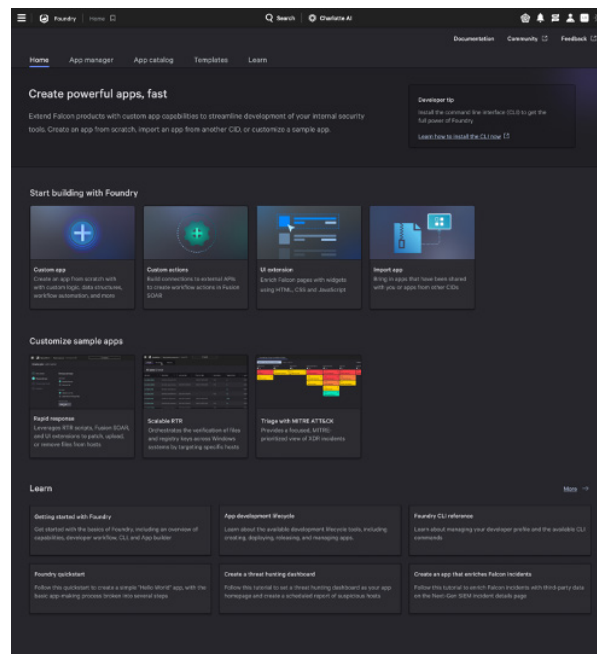 Foundry Home
Search Charlotte AI
Documentation Community Feedback
Home App manager App catalog Templates Learn
Create powerful apps, fast
Extend Falcon products with custom app capabilities to streamline development of your internal security
tools. Create an app from scratch, import an app from another CID, or customize a sample app.
Developer tip
Install the command line interface (CLI) to get the
full power of Foundry
Learn how to install the CLI now
Start building with Foundry
Custom app
Create an app from scratch with
with custom logic, data structures,
workflow automation, and more
Custom actions
Build connections to external APIs
to create workflow actions in Fusion
SOAR
UI extension
Enrich Falcon pages with widgets
using HTML, CSS and JavaScript
Import app
Bring in apps that have been shared
with you or apps from other CIDs
Customize sample apps
Rapid response
Leverages RTR scripts, Fusion SOAR,
and UI extensions to patch, upload,
or remove files from hosts
Scalable RTR
Orchestrates the verification of files
and registry keys across Windows
systems by targeting specific hosts
Triage with MITRE ATT&CK
Provides a focused, MITRE-
prioritized view of XDR incidents
Learn
More
Getting started with Foundry
Get started with the basics of Foundry, including an overview of
capabilities, developer workflow, CLI, and App builder
App development lifecycle
Learn about the available development lifecycle tools, including
creating, deploying, releasing, and managing apps.
Foundry CLI reference
Learn about managing your developer profile and the available CLI
commands
Foundry quickstart
Follow this quickstart to create a simple "Hello World" app, with the
basic app-making process broken into several steps
Create a threat hunting dashboard
Follow this tutorial to set a threat hunting dashboard as your app
homepage and create a scheduled report of suspicious hosts
Create an app that enriches Falcon incidents
Follow this tutorial to enrich Falcon incidents with third-party data
on the Next-Gen SIEM incident details page